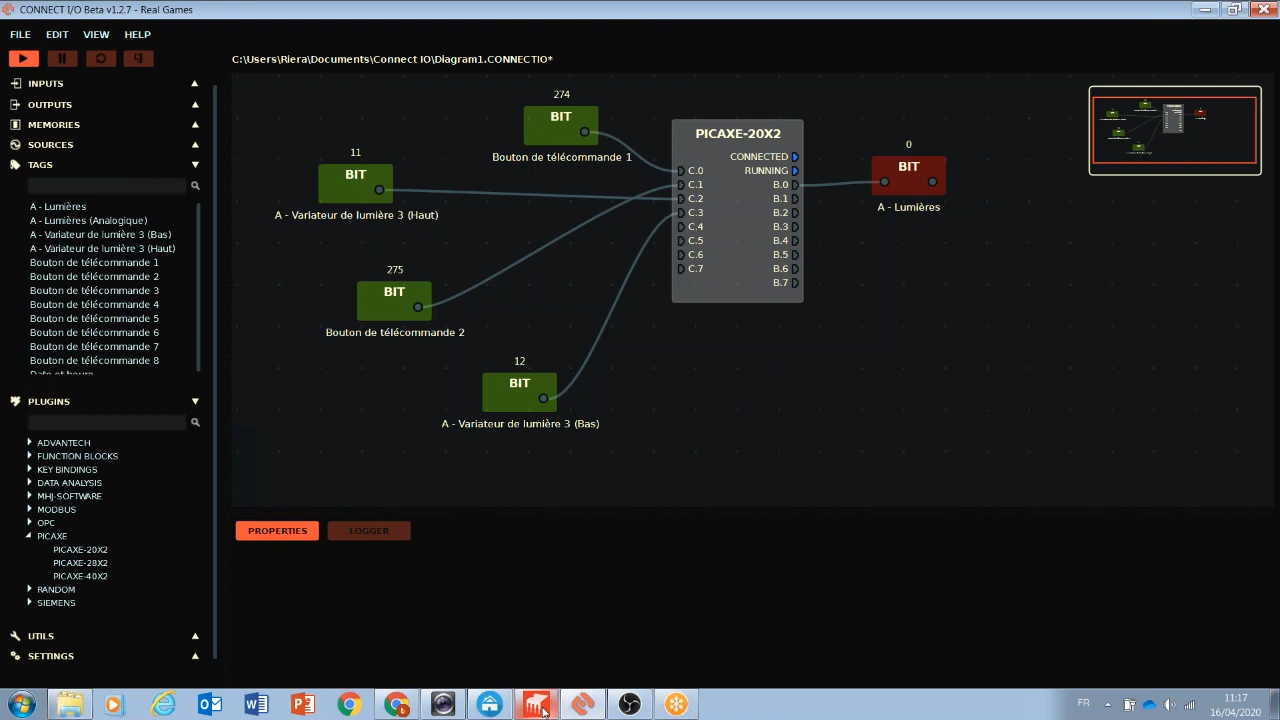 CONNECT I/O Beta v1.2.7 - Real Games
FILE EDIT VIEW HELP
C:\Users\Riera\Documents\Connect IO\Diagram1.CONNECTIO*
INPUTS
OUTPUTS
MEMORIES
SOURCES
TAGS
A - Lumières
A - Lumières (Analogique)
A - Variateur de lumière 3 (Bas)
A - Variateur de lumière 3 (Haut)
Bouton de télécommande 1
Bouton de télécommande 2
Bouton de télécommande 3
Bouton de télécommande 4
Bouton de télécommande 5
Bouton de télécommande 6
Bouton de télécommande 7
Bouton de télécommande 8
Date et heure
PLUGINS
ADVANTECH
FUNCTION BLOCKS
KEY BINDINGS
DATA ANALYSIS
MHJ-SOFTWARE
MODBUS
OPC
PICAXE
PICAXE-20X2
PICAXE-28X2
PICAXE-40X2
RANDOM
SIEMENS
UTILS
SETTINGS
274
BIT
Bouton de télécommande 1
11
BIT
A - Variateur de lumière 3 (Haut)
275
BIT
Bouton de télécommande 2
12
BIT
A - Variateur de lumière 3 (Bas)
PICAXE-20X2
CONNECTED
C.0 RUNNING
C.1 B.0
C.2 B.1
C.3 B.2
C.4 B.3
C.5 B.4
C.6 B.5
C.7 B.6
B.7
0
BIT
A - Lumières
PROPERTIES LOGGER
FR
11:17
16/04/2020